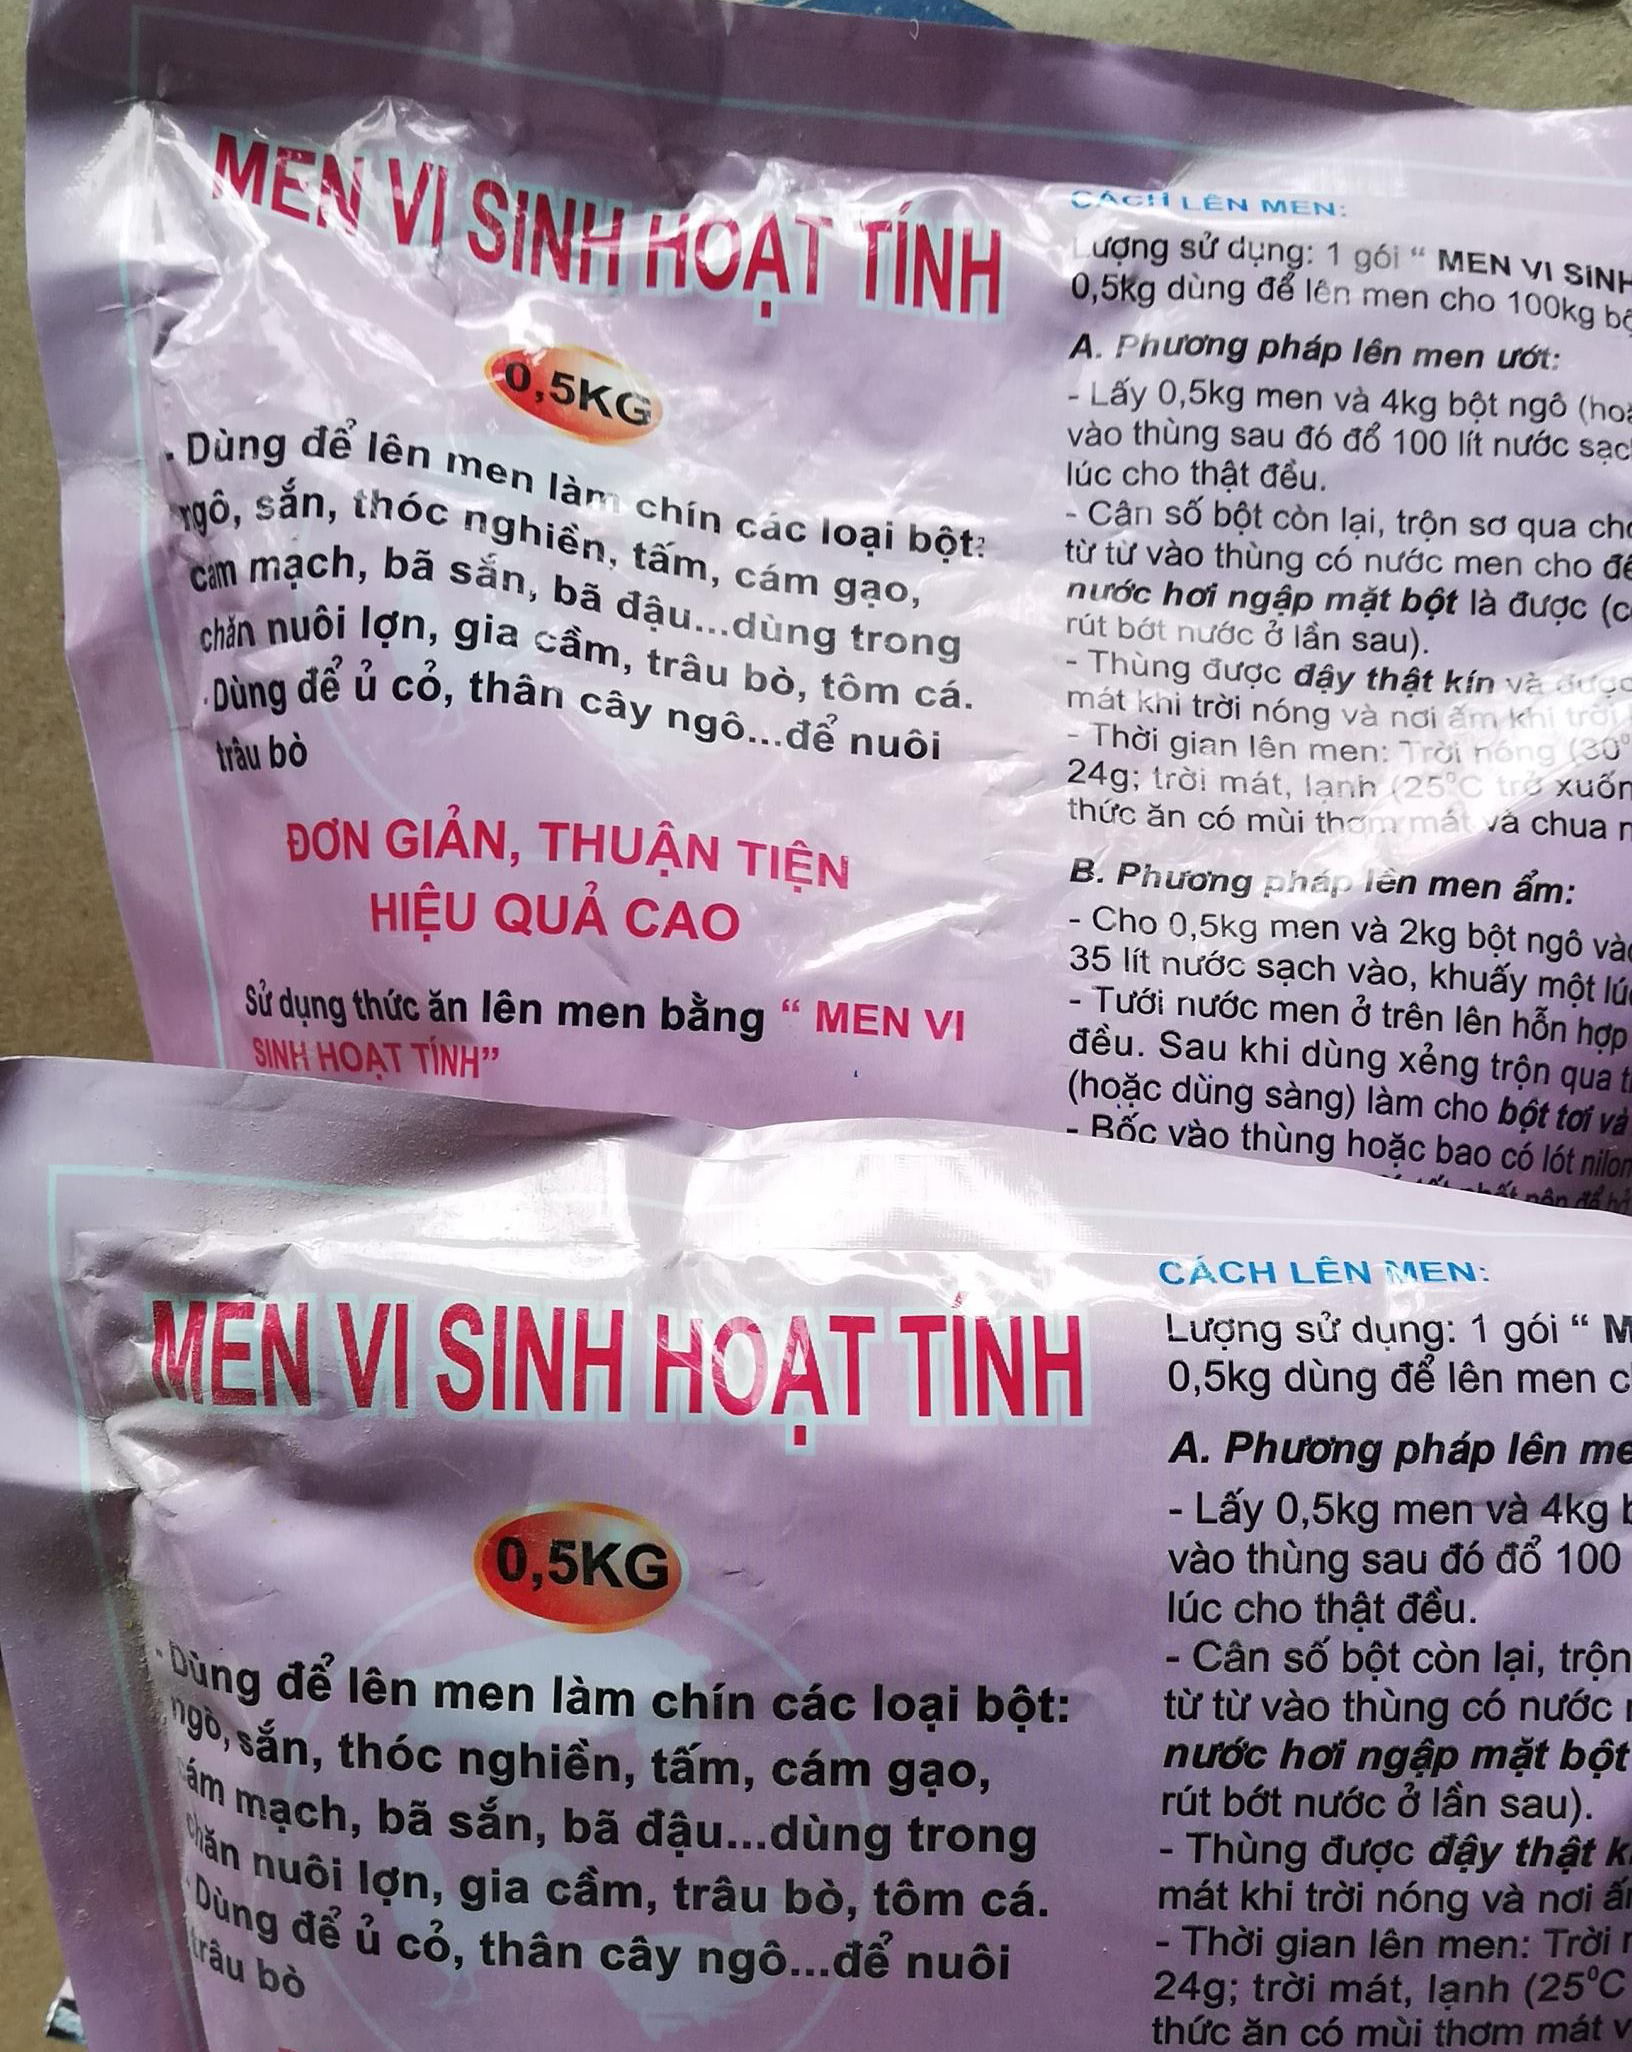 MEN VI SINH HOẠT TÍNH
0,5KG
. Dùng để lên men làm chín các loại bột:
ngô, sắn, thóc nghiền, tấm, cám gạo,
cám mạch, bã sắn, bã đậu...dùng trong
chăn nuôi lợn, gia cầm, trâu bò, tôm cá.
.Dùng để ủ cỏ, thân cây ngô...để nuôi
trâu bò
ĐƠN GIẢN, THUẬN TIỆN
HIỆU QUẢ CAO
Sử dụng thức ăn lên men bằng “ MEN VI
SINH HOẠT TÍNH”
CÁCH LÊN MEN:
Lượng sử dụng: 1 gói “ MEN VI SINH
0,5kg dùng để lên men cho 100kg
A. Phương pháp lên men ướt:
- Lấy 0,5kg men và 4kg bột ngô
vào thùng sau đó đổ 100 lít nước
lúc cho thật đều.
- Cân số bột còn lại, trộn sơ qua
từ từ vào thùng có nước men cho
nước hơi ngập mặt bột là được
rút bớt nước ở lần sau).
- Thùng được đậy thật kín và được
mát khi trời nóng và nơi ấm khi trời
- Thời gian lên men: Trời nóng (30⁰
24g; trời mát, lạnh (25⁰C trở
thức ăn có mùi thơm mát và chua
B. Phương pháp lên men ẩm:
- Cho 0,5kg men và 2kg bột ngô
35 lít nước sạch vào, khuấy một
- Tưới nước men ở trên lên hỗn hợp
đều. Sau khi dùng xẻng trộn qua
(hoặc dùng sàng) làm cho bột tơi và
- Bốc vào thùng hoặc bao có lót nilon
MEN VI SINH HOẠT TÍNH
0,5KG
- Dùng để lên men làm chín các loại bột:
ngô, sắn, thóc nghiền, tấm, cám gạo,
cám mạch, bã sắn, bã đậu...dùng trong
chăn nuôi lợn, gia cầm, trâu bò, tôm cá.
. Dùng để ủ cỏ, thân cây ngô...để nuôi
trâu bò
CÁCH LÊN MEN:
Lượng sử dụng: 1 gói “
0,5kg dùng để lên men
A. Phương pháp lên
- Lấy 0,5kg men và 4kg
vào thùng sau đó đổ 100
lúc cho thật đều.
- Cân số bột còn lại, trộn
từ từ vào thùng có nước
nước hơi ngập mặt bột
rút bớt nước ở lần sau).
- Thùng được đậy thật
mát khi trời nóng và nơi
- Thời gian lên men: Trời
24g; trời mát, lạnh (25⁰C
thức ăn có mùi thơm mát